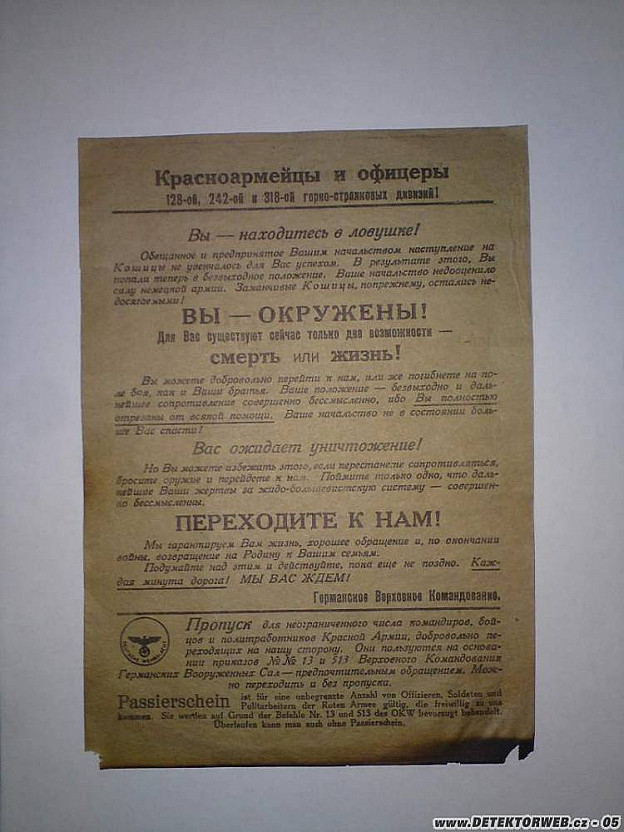 Красноармейцы и офицеры
128-ой, 242-ой и 318-ой горно-стрелковых дивизий!
Вы — находитесь в ловушке!
Обещанное и предпринятое Вашим начальством наступление на
Кошицы не увенчалось для Вас успехом. В результате этого, Вы
попали теперь в безвыходное положение. Ваше начальство недооценило
силу немецкой армии. Заманчивые Кошицы, попрежнему, остались не-
досягаемыми!
ВЫ — ОКРУЖЕНЫ!
Для Вас существуют сейчас только две возможности —
смерть или жизнь!
Вы можете добровольно перейти к нам, или же погибнете на по-
ле боя, как и Ваши братья. Ваше положение — безвыходно и даль-
нейшее сопротивление совершенно бессмысленно, ибо Вы полностью
отрезаны от всякой помощи. Ваше начальство не в состоянии боль-
ше Вас спасти!
Вас ожидает уничтожение!
Но Вы можете избежать этого, если перестанете сопротивляться,
бросите оружие и перейдете к нам. Поймите только одно, что даль-
нейшие Ваши жертвы за жидо-большевистскую систему — совершен-
но бессмысленны.
ПЕРЕХОДИТЕ К НАМ!
Мы гарантируем Вам жизнь, хорошее обращение и, по окончании
войны, возвращение на Родину к Вашим семьям.
Подумайте над этим и действуйте, пока еще не поздно. Каж-
дая минута дорога! МЫ ВАС ЖДЕМ!
Германское Верховное Командование.
Пропуск для неограниченного числа командиров, бой-
цов и политработников Красной Армии, добровольно пе-
реходящих на нашу сторону. Они пользуются на основа-
нии приказов №№ 13 и 513 Верховного Командования
Германских Вооруженных Сил — предпочтительным обращением. Мож-
но переходить и без пропуска.
Passierschein ist für eine unbegrenzte Anzahl von Offizieren, Soldaten und
Politarbeitern der Roten Armee gültig, die freiwillig zu uns
kommen. Sie werden auf Grund der Befehle Nr. 13 und 513 des OKW bevorzugt behandelt.
Überlaufen kann man auch ohne Passierschein.
www.DETEKTORWEB.cz - 05